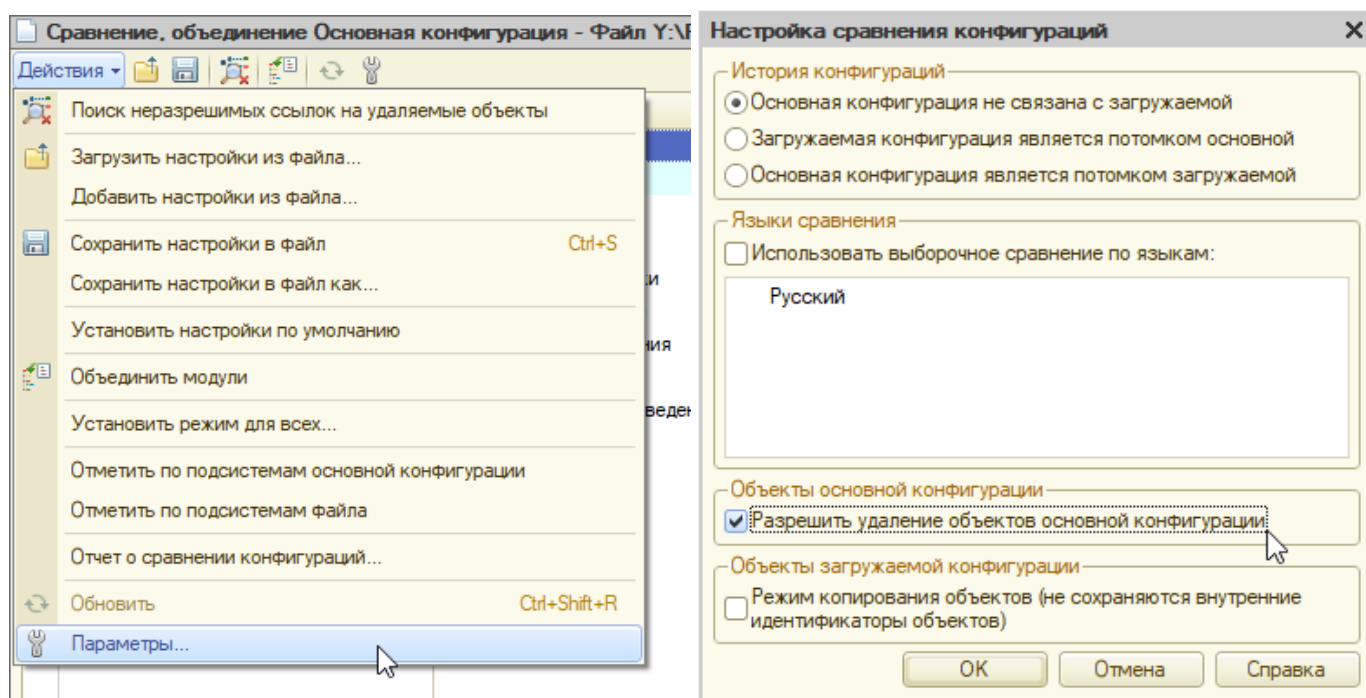 Сравнение, объединение Основная конфигурация - Файл Y:\
Действия
Поиск неразрешимых ссылок на удаляемые объекты
Загрузить настройки из файла...
Добавить настройки из файла...
Сохранить настройки в файл Ctrl+S
Сохранить настройки в файл как...
Установить настройки по умолчанию
Объединить модули
Установить режим для всех...
Отметить по подсистемам основной конфигурации
Отметить по подсистемам файла
Отчет о сравнении конфигураций...
Обновить Ctrl+Shift+R
Параметры...
Настройка сравнения конфигураций
История конфигураций
Основная конфигурация не связана с загружаемой
Загружаемая конфигурация является потомком основной
Основная конфигурация является потомком загружаемой
Языки сравнения
Использовать выборочное сравнение по языкам:
Русский
Объекты основной конфигурации
Разрешить удаление объектов основной конфигурации
Объекты загружаемой конфигурации
Режим копирования объектов (не сохраняются внутренние
идентификаторы объектов)
ОК Отмена Справка